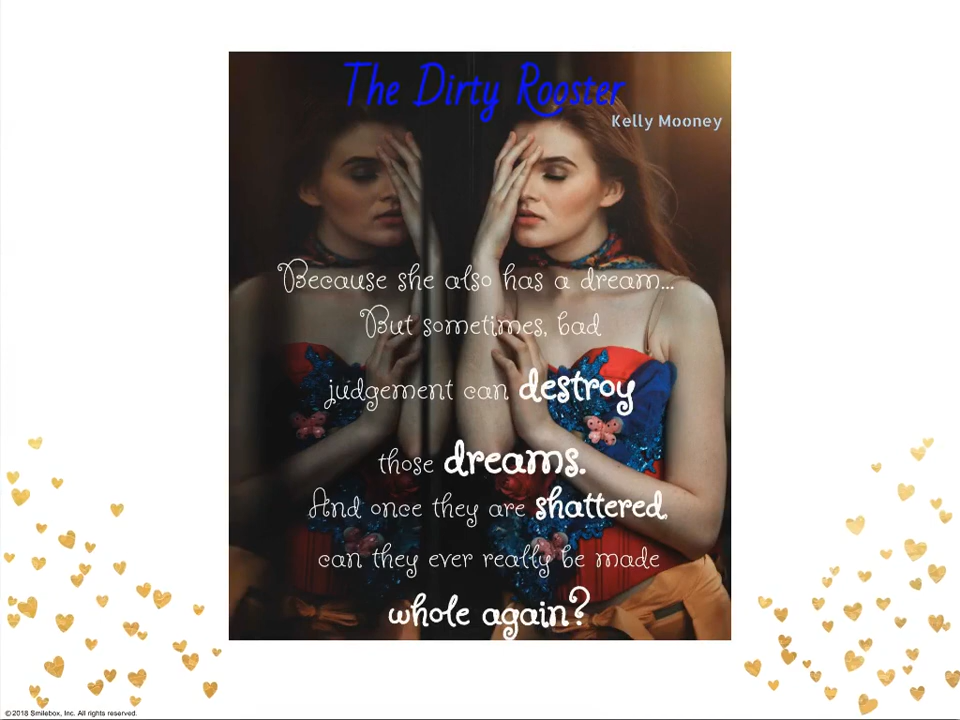 The Dirty Rooster
Kelly Mooney
Because she also has a dream...
But sometimes, bad
judgement can destroy
those dreams.
And once they are shattered,
can they ever really be made
whole again?
©2018 Smilebox, Inc. All rights reserved.